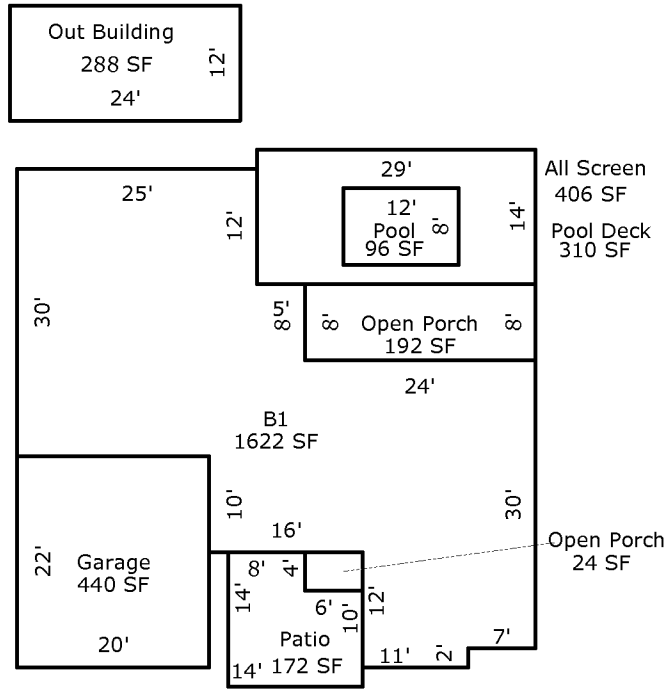 Out Building
288 SF
12'
24'
29'
All Screen
406 SF
25'
12'
12'
Pool
96 SF
8'
14'
Pool Deck
310 SF
30'
5'
8'
8'
Open Porch
192 SF
8'
24'
B1
1622 SF
10'
16'
30'
Open Porch
24 SF
22'
Garage
440 SF
20'
8'
4'
14'
6'
10'
12'
Patio
172 SF
14'
11'
2'
7'